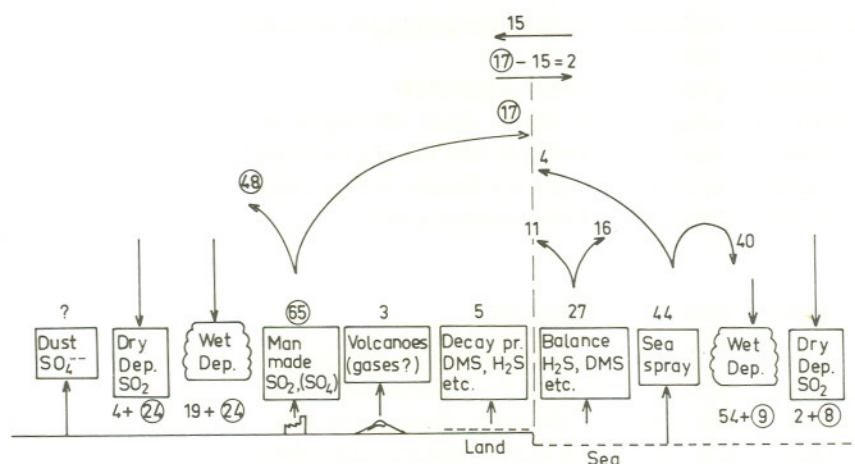 15
17 - 15 = 2
17
48
4
11
16
40
?
65
3
5
27
44
Dust
SO4--
Dry
Dep.
SO2
Wet
Dep.
Man
made
SO2,(SO4)
Volcanoes
(gases?)
Decay pr.
DMS, H2S
etc.
Balance
H2S, DMS
etc.
Sea
spray
Wet
Dep.
Dry
Dep.
SO2
4+ 24
19 + 24
54+ 9
2 + 8
Land
Sea